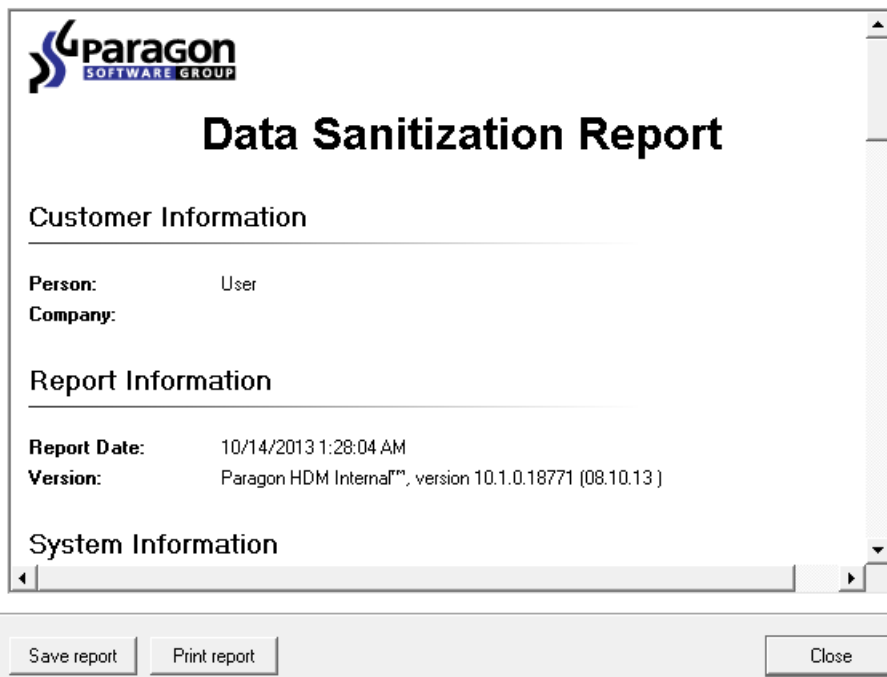 Paragon
SOFTWARE GROUP
Data Sanitization Report
Customer Information
Person: User
Company:
Report Information
Report Date: 10/14/2013 1:28:04 AM
Version: Paragon HDM Internal™, version 10.1.0.18771 (08.10.13 )
System Information
Save report Print report Close